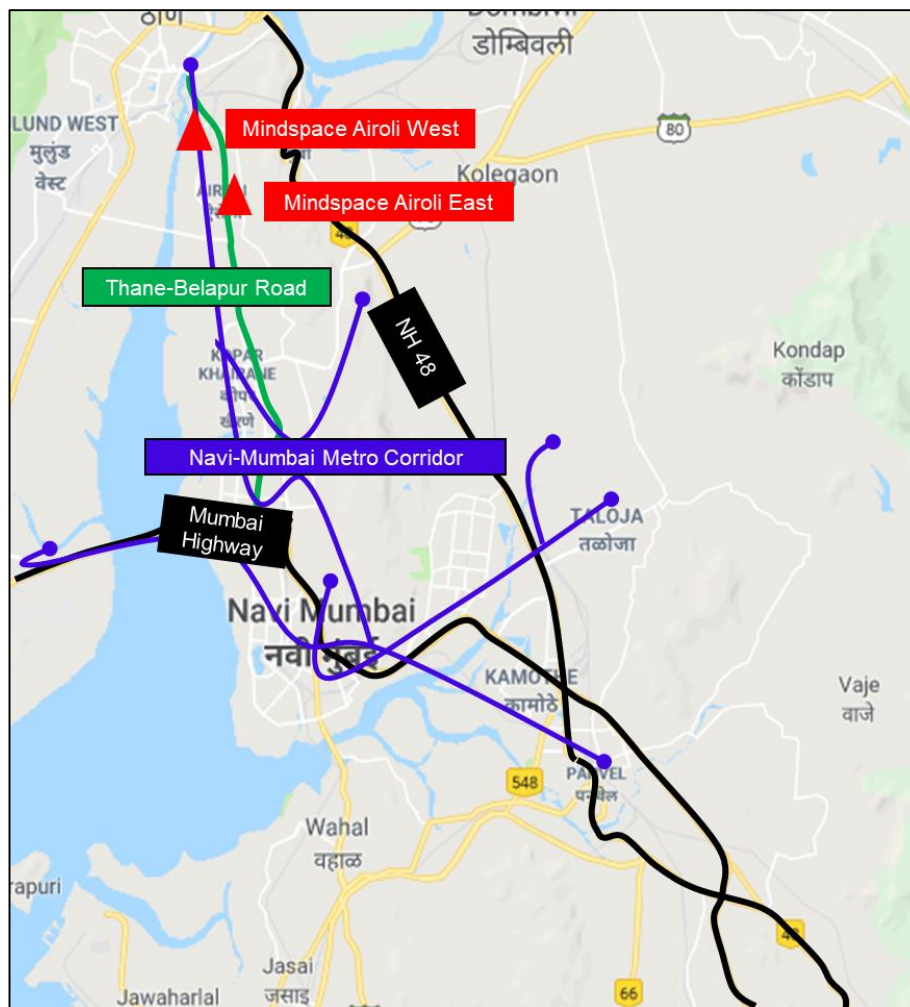 ठाणे
डोम्बिवली
LUND WEST
मुलुंड
वेस्ट
Mindspace Airoli West
80
Kolegaon
Mindspace Airoli East
Thane-Belapur Road
NH 48
Kondap
कोंडाप
KHAIRANE
Navi-Mumbai Metro Corridor
Mumbai
Highway
TALOJA
तळोजा
Navi Mumbai
नवी मुंबई
KAMOTHE
कामोठे
Vaje
वाजे
548
PANVEL
पनवेल
Wahal
वहाळ
rapuri
Jasai
जसाइ
66
Jawaharlal